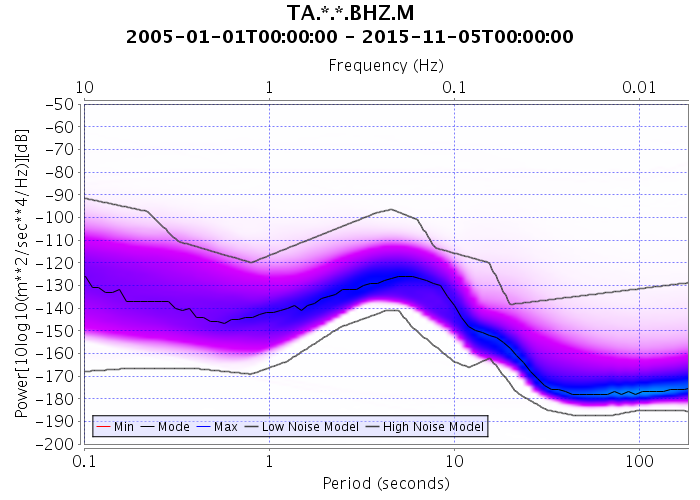 TA.*.*.BHZ.M
2005-01-01T00:00:00 - 2015-11-05T00:00:00
Frequency (Hz)
10 1 0.1 0.01
Power[10log10(m**2/sec**4/Hz)][dB]
-50
-60
-70
-80
-90
-100
-110
-120
-130
-140
-150
-160
-170
-180
-190
-200
Min Mode Max Low Noise Model High Noise Model
0.1 1 10 100
Period (seconds)